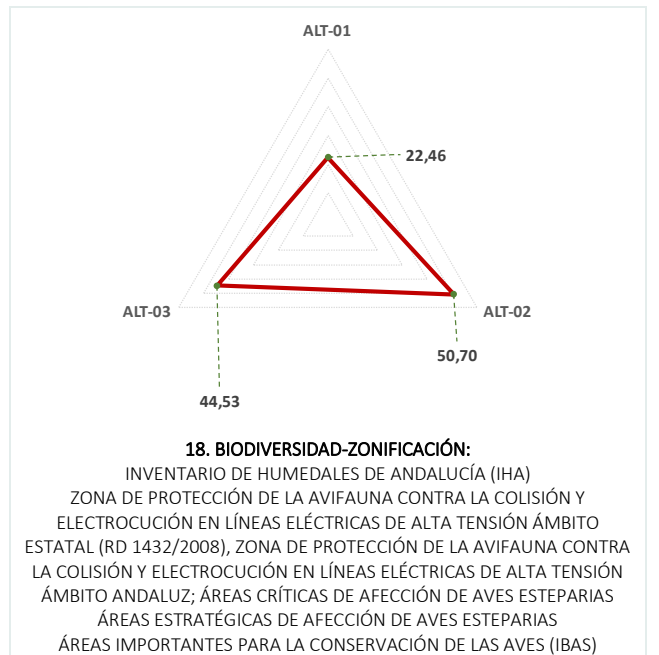 ALT-01
22,46
ALT-03
ALT-02
50,70
44,53
18. BIODIVERSIDAD-ZONIFICACIÓN:
INVENTARIO DE HUMEDALES DE ANDALUCÍA (IHA)
ZONA DE PROTECCIÓN DE LA AVIFAUNA CONTRA LA COLISIÓN Y
ELECTROCUCIÓN EN LÍNEAS ELÉCTRICAS DE ALTA TENSIÓN ÁMBITO
ESTATAL (RD 1432/2008), ZONA DE PROTECCIÓN DE LA AVIFAUNA CONTRA
LA COLISIÓN Y ELECTROCUCIÓN EN LÍNEAS ELÉCTRICAS DE ALTA TENSIÓN
ÁMBITO ANDALUZ; ÁREAS CRÍTICAS DE AFECCIÓN DE AVES ESTEPARIAS
ÁREAS ESTRATÉGICAS DE AFECCIÓN DE AVES ESTEPARIAS
ÁREAS IMPORTANTES PARA LA CONSERVACIÓN DE LAS AVES (IBAS)